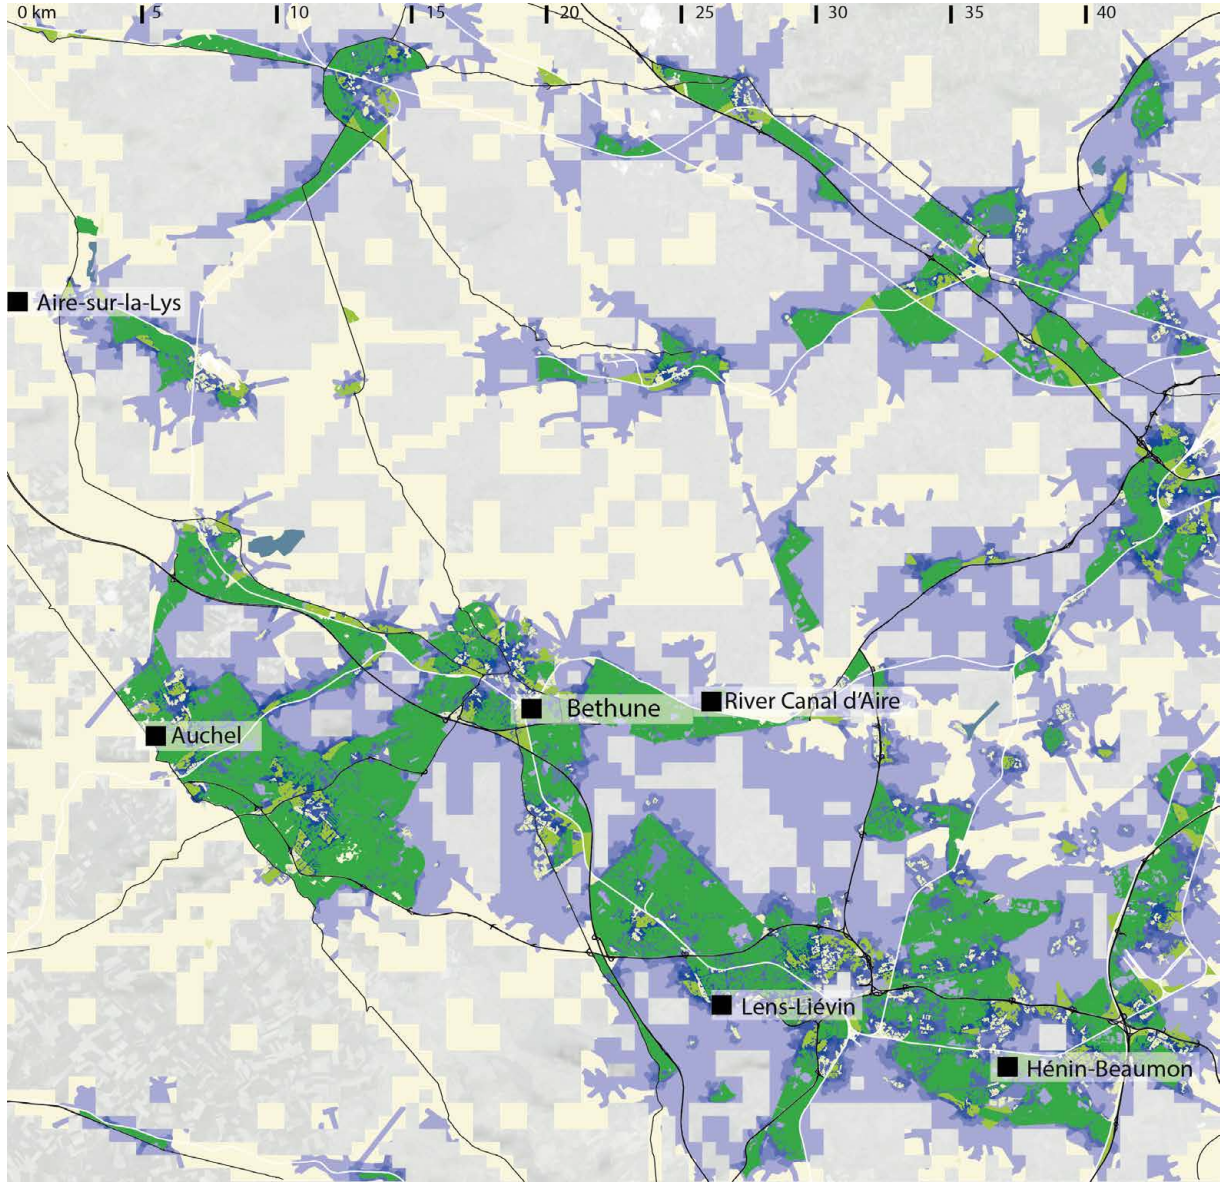 0 km 5 10 15 20 25 30 35 40
Aire-sur-la-Lys
Bethune
River Canal d'Aire
Auchel
Lens-Liévin
Hénin-Beaumon